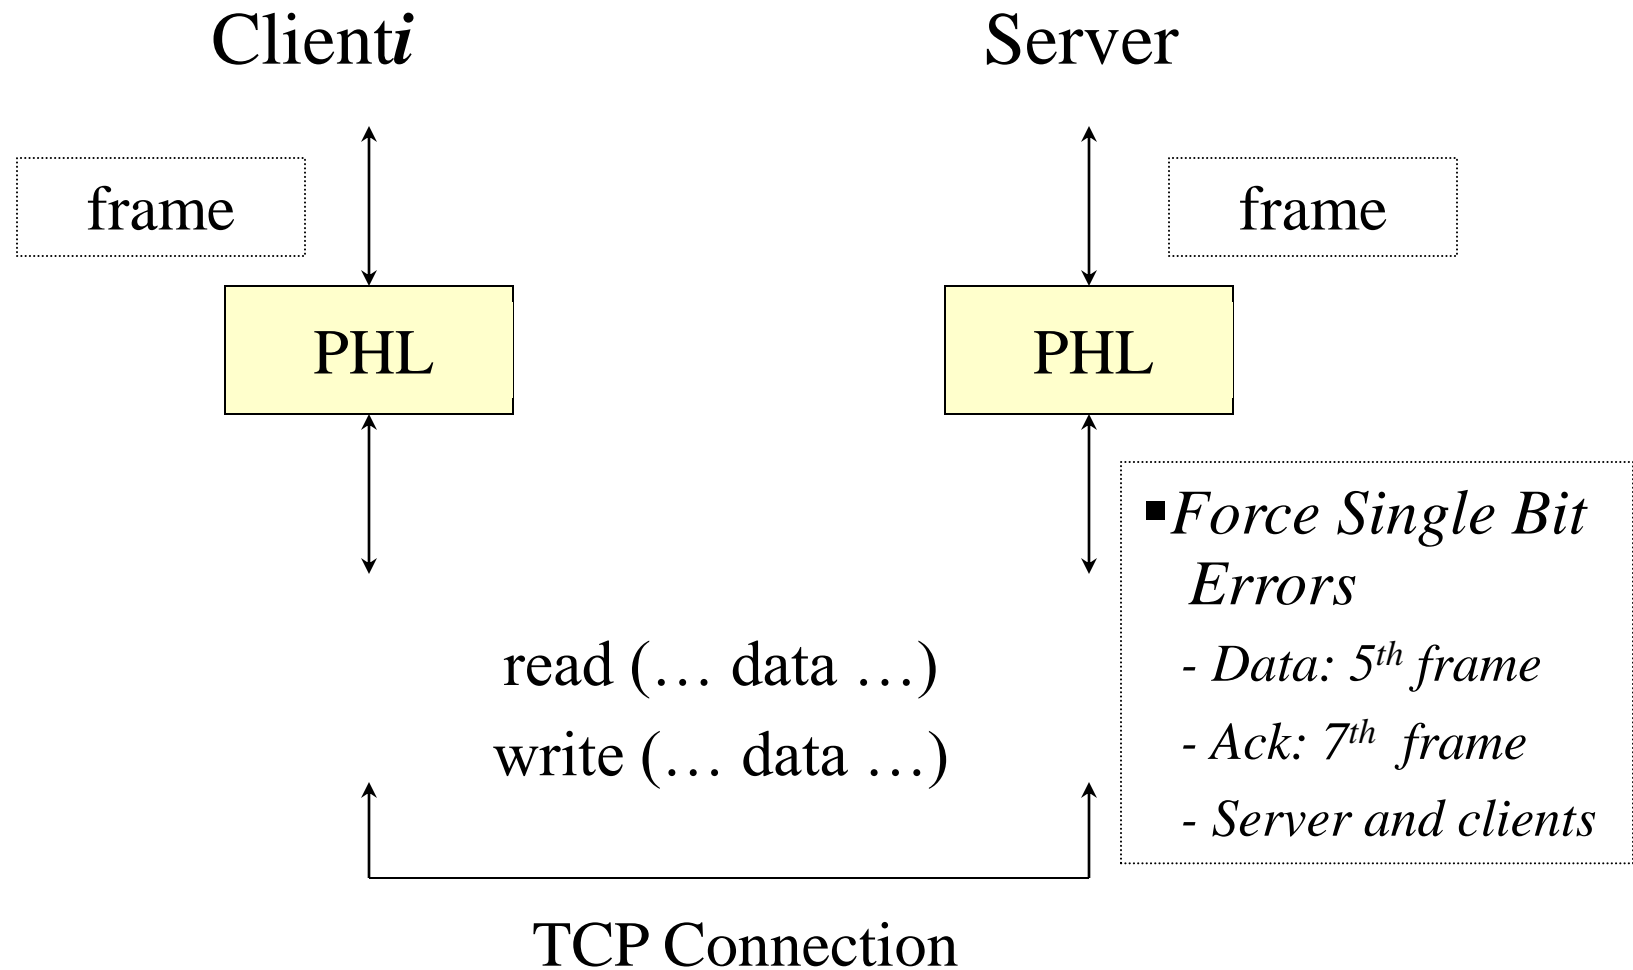 Clienti
Server
frame
frame
PHL
PHL
▪Force Single Bit
Errors
- Data: 5th frame
- Ack: 7th frame
- Server and clients
read (… data …)
write (… data …)
TCP Connection